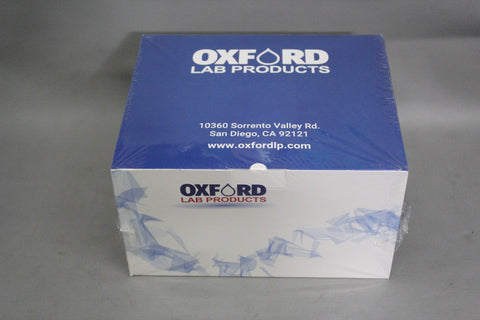 OXFORD
LAB PRODUCTS
10360 Sorrento Valley Rd.
San Diego, CA 92121
www.oxfordlp.com
OXFORD
LAB PRODUCTS